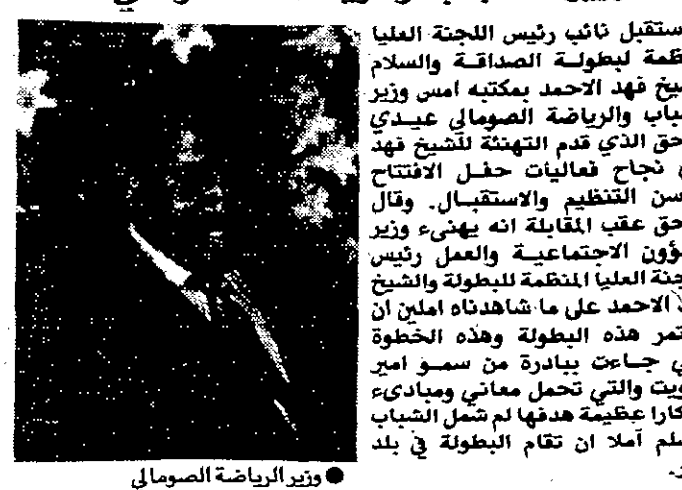 ستقبل نائب رئيس اللجنة العليا
ظمة لبطولة الصداقة والسلام
شيخ فهد الاحمد بمكتبه امس وزير
شباب والرياضة الصومالي عيدي
حق الذي قدم التهنئة للشيخ فهد
نجاح فعاليات حفل الافتتاح
سن التنظيم والاستقبال. وقال
حق عقب المقابلة انه يهنىء وزير
ؤون الاجتماعية والعمل رئيس
جنة العليا المنظمة للبطولة والشيخ
الاحمد على ما شاهدناه املين ان
تمر هذه البطولة وهذه الخطوة
ي جاءت ببادرة من سمو امير
ويت والتي تحمل معاني ومبادىء
كارا عظيمة هدفها لم شمل الشباب
سلم آملا ان تقام البطولة في بلد
● وزير الرياضة الصومالي